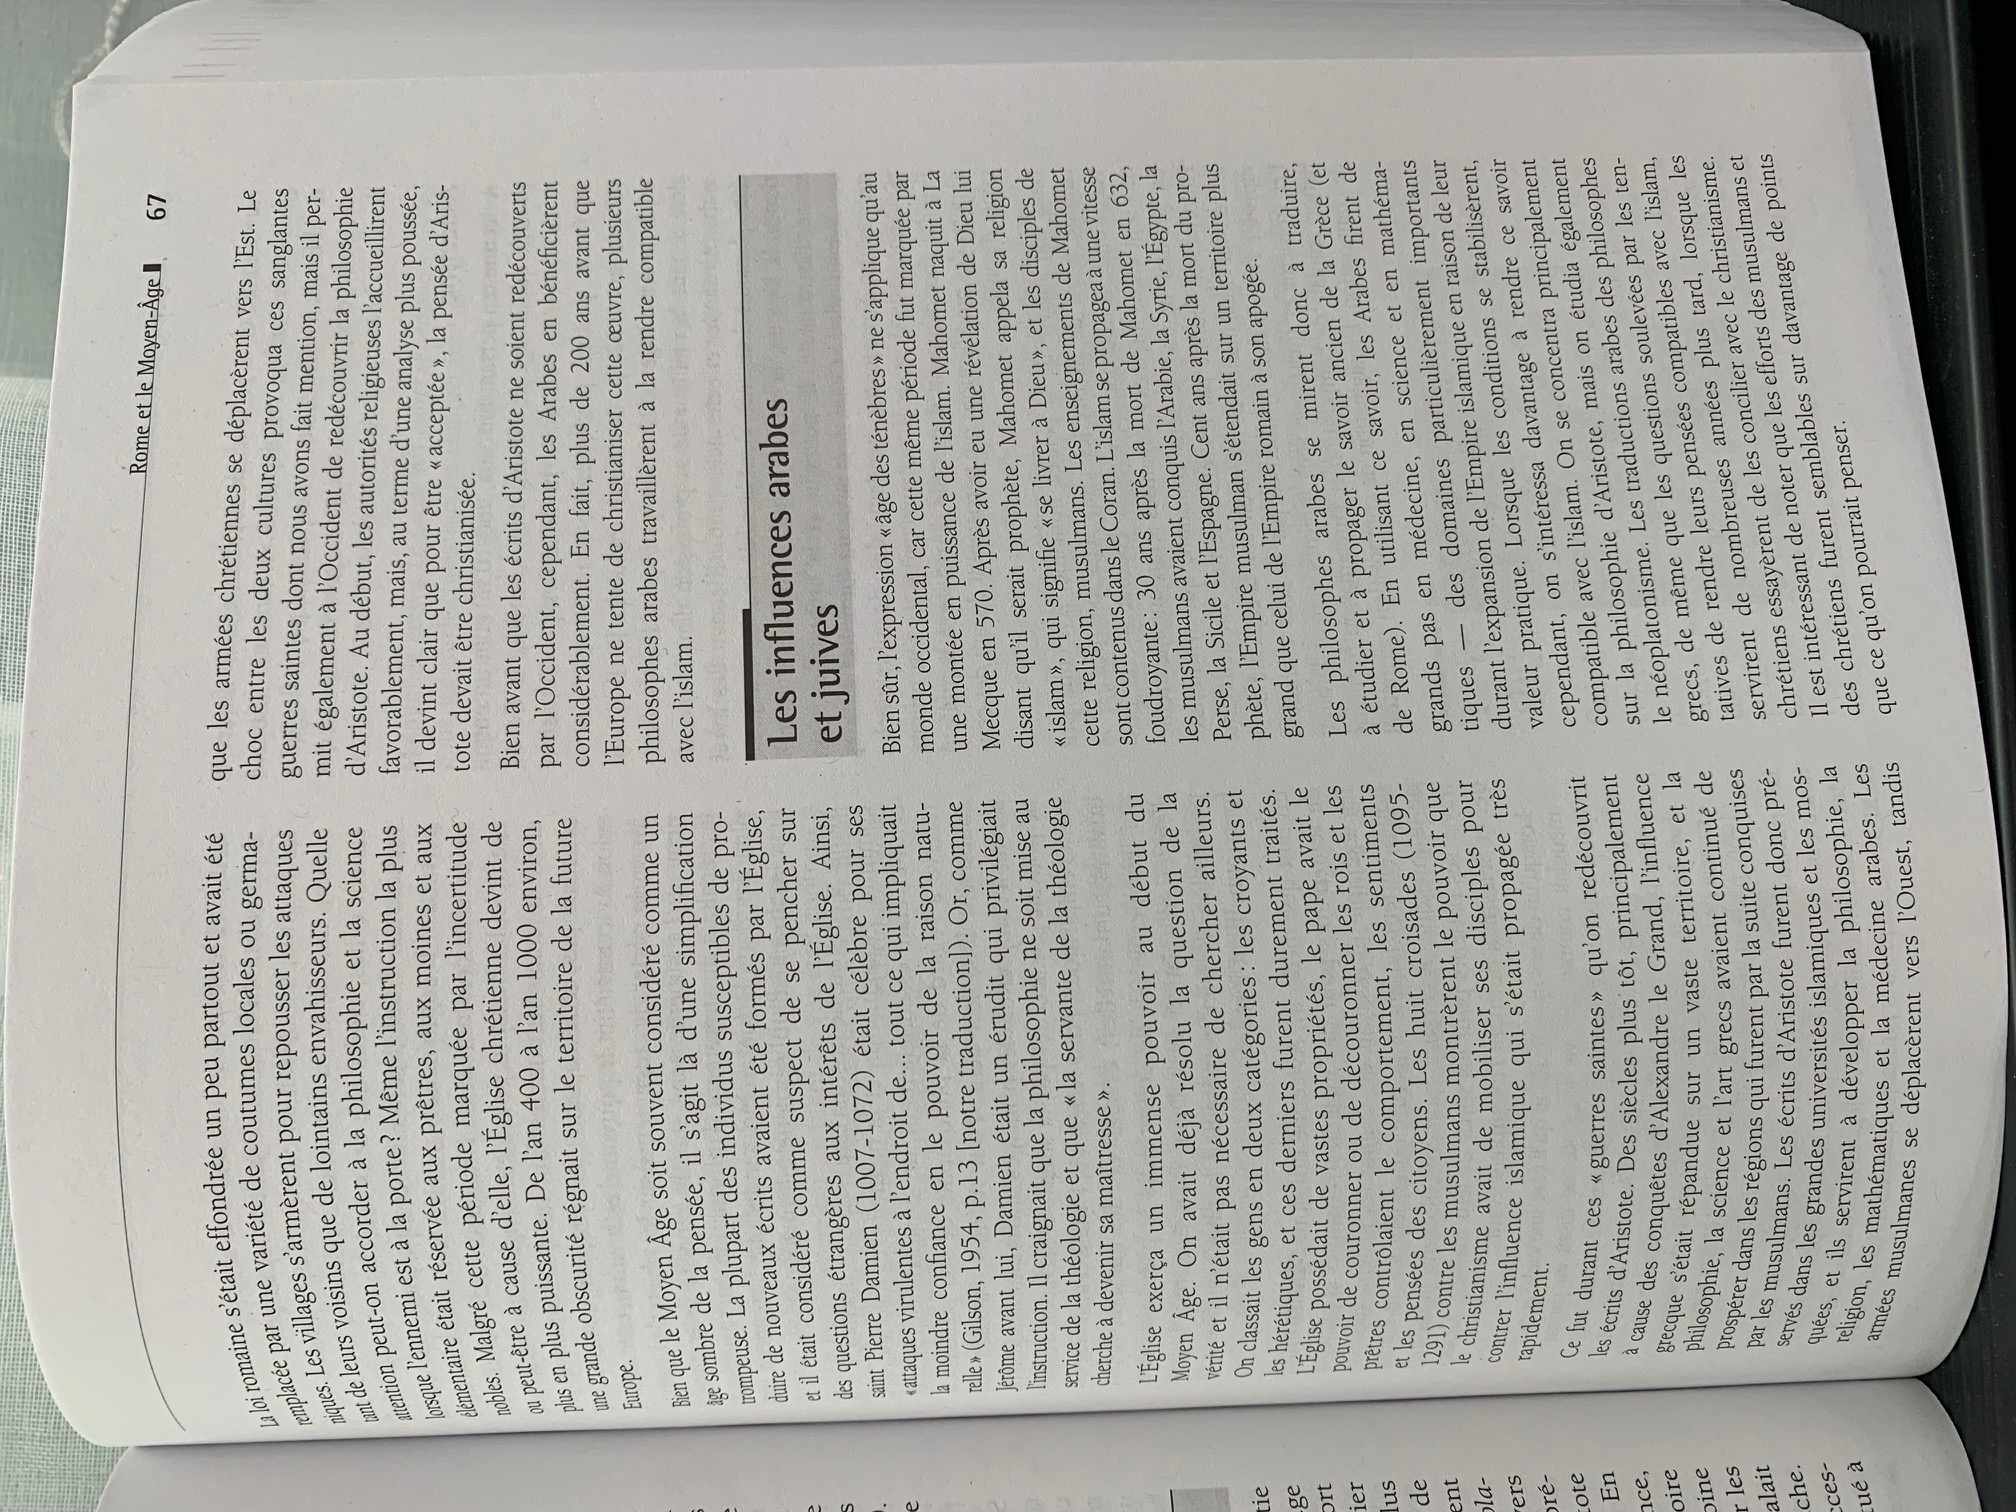 Rome et le Moyen-Âge 67
La loi romaine s'était effondrée un peu partout et avait été
remplacée par une variété de coutumes locales ou germa-
niques. Les villages s'armèrent pour repousser les attaques
tant de leurs voisins que de lointains envahisseurs. Quelle
attention peut-on accorder à la philosophie et la science
lorsque l'ennemi est à la porte ? Même l'instruction la plus
élémentaire était réservée aux prêtres, aux moines et aux
nobles. Malgré cette période marquée par l'incertitude
ou peut-être à cause d'elle, l'Église chrétienne devint de
plus en plus puissante. De l'an 400 à l'an 1000 environ,
une grande obscurité régnait sur le territoire de la future
Europe.
Bien que le Moyen Âge soit souvent considéré comme un
âge sombre de la pensée, il s'agit là d'une simplification
trompeuse. La plupart des individus susceptibles de pro-
duire de nouveaux écrits avaient été formés par l'Église,
et il était considéré comme suspect de se pencher sur
des questions étrangères aux intérêts de l'Église. Ainsi,
saint Pierre Damien (1007-1072) était célèbre pour ses
« attaques virulentes à l'endroit de... tout ce qui impliquait
la moindre confiance en le pouvoir de la raison natu-
relle » (Gilson, 1954, p.13 [notre traduction]). Or, comme
Jérôme avant lui, Damien était un érudit qui privilégiait
l'instruction. Il craignait que la philosophie ne soit mise au
service de la théologie et que « la servante de la théologie
cherche à devenir sa maîtresse ».
L'Église exerça un immense pouvoir au début du
Moyen Âge. On avait déjà résolu la question de la
vérité et il n'était pas nécessaire de chercher ailleurs.
On classait les gens en deux catégories : les croyants et
les hérétiques, et ces derniers furent durement traités.
L'Église possédait de vastes propriétés, le pape avait le
pouvoir de couronner ou de découronner les rois et les
prêtres contrôlaient le comportement, les sentiments
et les pensées des citoyens. Les huit croisades (1095-
1291) contre les musulmans montrèrent le pouvoir que
le christianisme avait de mobiliser ses disciples pour
contrer l'influence islamique qui s'était propagée très
rapidement.
Ce fut durant ces « guerres saintes » qu'on redécouvrit
les écrits d'Aristote. Des siècles plus tôt, principalement
à cause des conquêtes d'Alexandre le Grand, l'influence
grecque s'était répandue sur un vaste territoire, et la
philosophie, la science et l'art grecs avaient continué de
prospérer dans les régions qui furent par la suite conquises
par les musulmans. Les écrits d'Aristote furent donc pré-
servés dans les grandes universités islamiques et les mos-
quées, et ils servirent à développer la philosophie, la
religion, les mathématiques et la médecine arabes. Les
armées musulmanes se déplacèrent vers l'Ouest, tandis
que les armées chrétiennes se déplacèrent vers l'Est. Le
choc entre les deux cultures provoqua ces sanglantes
guerres saintes dont nous avons fait mention, mais il per-
mit également à l'Occident de redécouvrir la philosophie
d'Aristote. Au début, les autorités religieuses l'accueillirent
favorablement, mais, au terme d'une analyse plus poussée,
il devint clair que pour être « acceptée », la pensée d'Aris-
tote devait être christianisée.
Bien avant que les écrits d'Aristote ne soient redécouverts
par l'Occident, cependant, les Arabes en bénéficièrent
considérablement. En fait, plus de 200 ans avant que
l'Europe ne tente de christianiser cette œuvre, plusieurs
philosophes arabes travaillèrent à la rendre compatible
avec l'islam.
Les influences arabes
et juives
Bien sûr, l'expression « âge des ténèbres » ne s'applique qu'au
monde occidental, car cette même période fut marquée par
une montée en puissance de l'islam. Mahomet naquit à La
Mecque en 570. Après avoir eu une révélation de Dieu lui
disant qu'il serait prophète, Mahomet appela sa religion
« islam », qui signifie « se livrer à Dieu », et les disciples de
cette religion, musulmans. Les enseignements de Mahomet
sont contenus dans le Coran. L'islam se propagea à une vitesse
foudroyante : 30 ans après la mort de Mahomet en 632,
les musulmans avaient conquis l'Arabie, la Syrie, l'Égypte, la
Perse, la Sicile et l'Espagne. Cent ans après la mort du pro-
phète, l'Empire musulman s'étendait sur un territoire plus
grand que celui de l'Empire romain à son apogée.
Les philosophes arabes se mirent donc à traduire,
à étudier et à propager le savoir ancien de la Grèce (et
de Rome). En utilisant ce savoir, les Arabes firent de
grands pas en médecine, en science et en mathéma-
tiques — des domaines particulièrement importants
durant l'expansion de l'Empire islamique en raison de leur
valeur pratique. Lorsque les conditions se stabilisèrent,
cependant, on s'intéressa davantage à rendre ce savoir
compatible avec l'islam. On se concentra principalement
sur la philosophie d'Aristote, mais on étudia également
le néoplatonisme. Les traductions arabes des philosophes
grecs, de même que les questions soulevées par les ten-
tatives de rendre leurs pensées compatibles avec l'islam,
servirent de nombreuses années plus tard, lorsque les
chrétiens essayèrent de les concilier avec le christianisme.
Il est intéressant de noter que les efforts des musulmans et
des chrétiens furent semblables sur davantage de points
que ce qu'on pourrait penser.